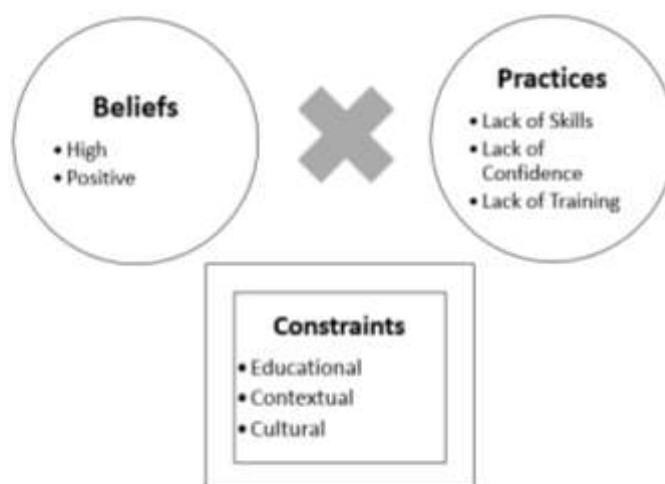 Beliefs
• High
• Positive
Practices
• Lack of Skills
• Lack of
Confidence
• Lack of Training
Constraints
• Educational
• Contextual
• Cultural